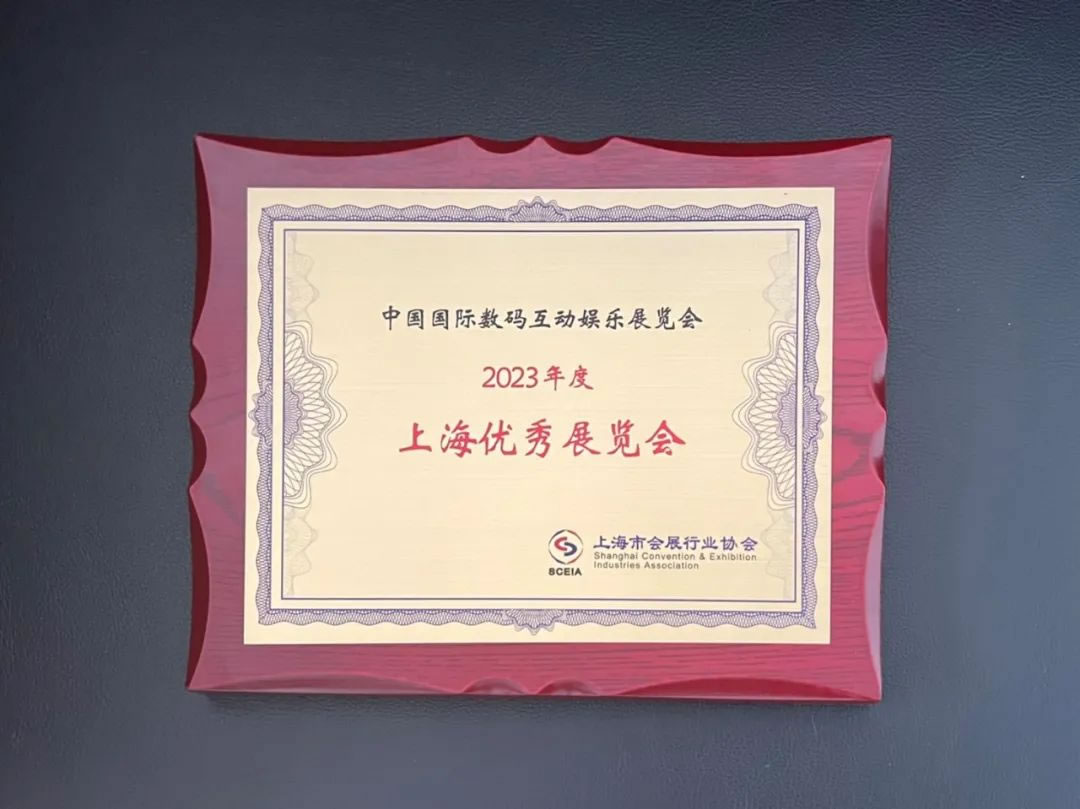 中国国际数码互动娱乐展览会
2023年度
上海优秀展览会
上海市会展行业协会
Shanghai Convention & Exhibition
Industries Association
SCEIA